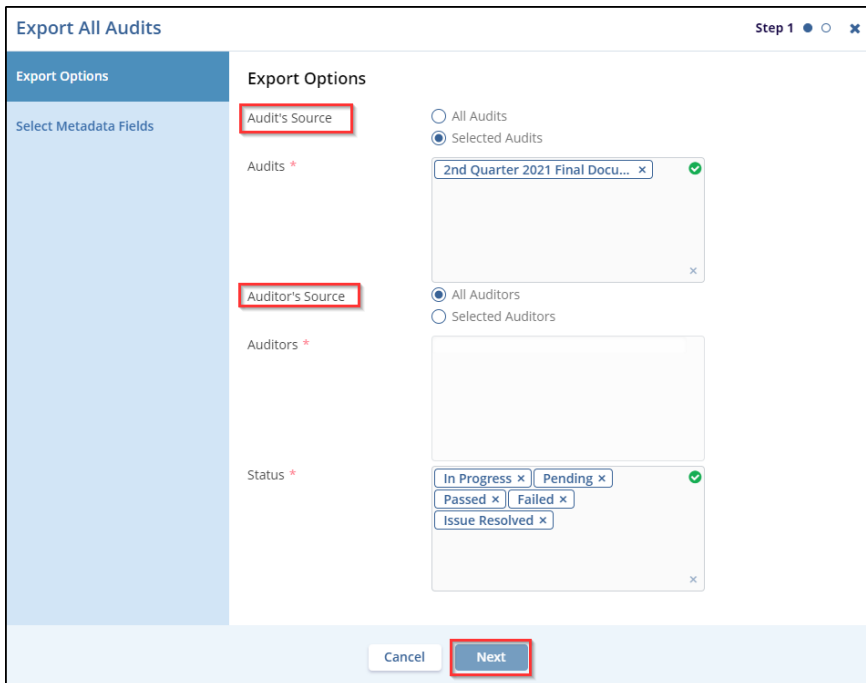 Export All Audits
Step 1
Export Options
Select Metadata Fields
Export Options
Audit's Source
All Audits
Selected Audits
Audits *
2nd Quarter 2021 Final Docu... ×
×
Auditor's Source
All Auditors
Selected Auditors
Auditors *
Status *
In Progress × Pending ×
Passed × Failed ×
Issue Resolved ×
×
Cancel Next